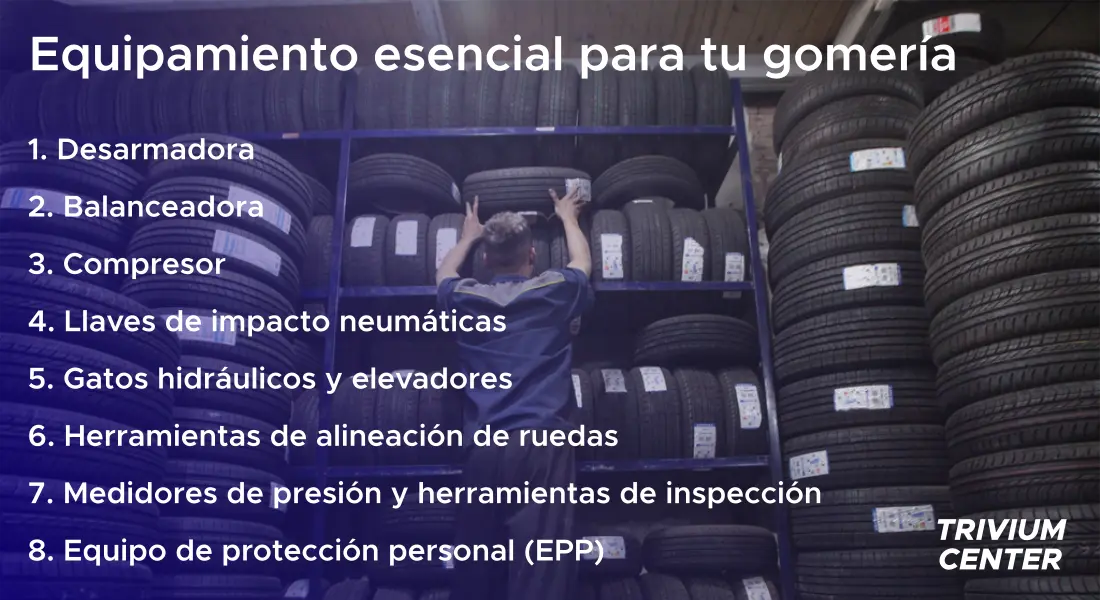 Equipamiento esencial para tu gomería
1. Desarmadora
2. Balanceadora
3. Compresor
4. Llaves de impacto neumáticas
5. Gatos hidráulicos y elevadores
6. Herramientas de alineación de ruedas
7. Medidores de presión y herramientas de inspección
8. Equipo de protección personal (EPP)
TRIVIUM
CENTER